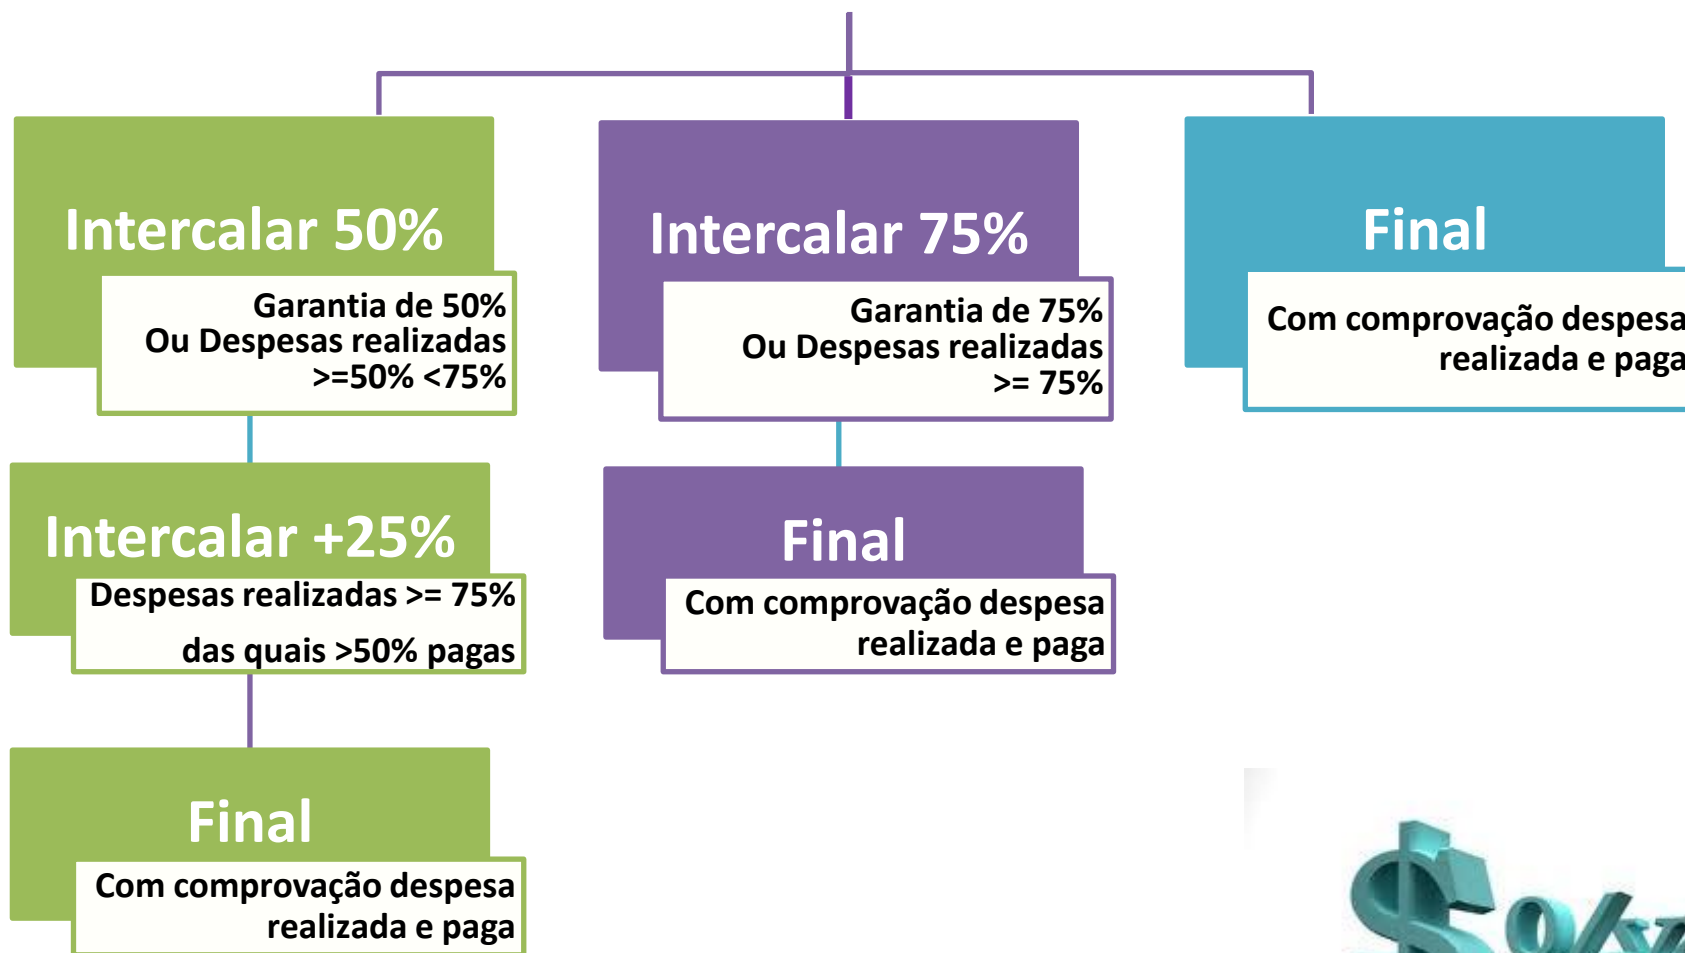 Intercalar 50%
Garantia de 50%
Ou Despesas realizadas
>=50% <75%
Intercalar +25%
Despesas realizadas >= 75%
das quais >50% pagas
Final
Com comprovação despesa
realizada e paga
Intercalar 75%
Garantia de 75%
Ou Despesas realizadas
>= 75%
Final
Com comprovação despesa
realizada e paga
Final
Com comprovação despesa
realizada e paga
$%